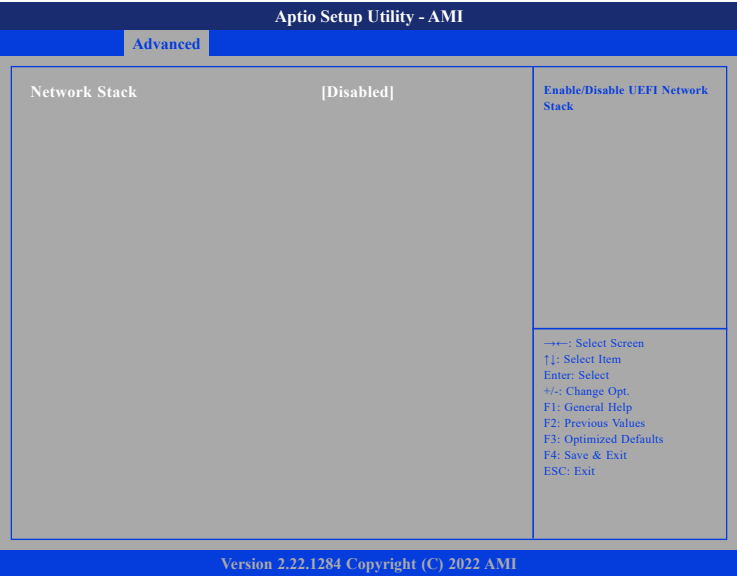 Aptio Setup Utility - AMI
Advanced
Network Stack [Disabled]
Enable/Disable UEFI Network
Stack
→←: Select Screen
↑↓: Select Item
Enter: Select
+/-: Change Opt.
F1: General Help
F2: Previous Values
F3: Optimized Defaults
F4: Save & Exit
ESC: Exit
Version 2.22.1284 Copyright (C) 2022 AMI